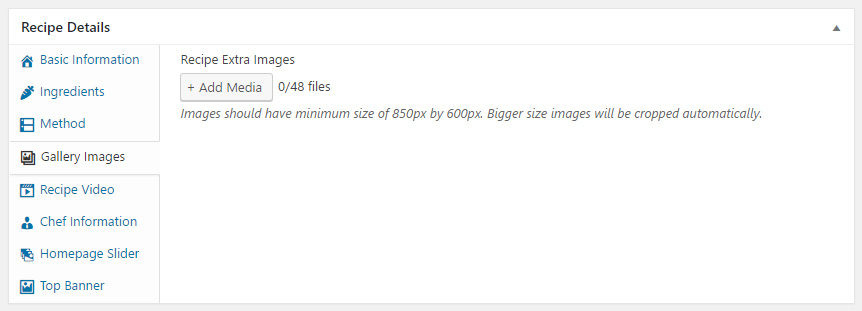 Recipe Details
Basic Information
Ingredients
Method
Gallery Images
Recipe Video
Chef Information
Homepage Slider
Top Banner
Recipe Extra Images
+ Add Media 0/48 files
Images should have minimum size of 850px by 600px. Bigger size images will be cropped automatically.